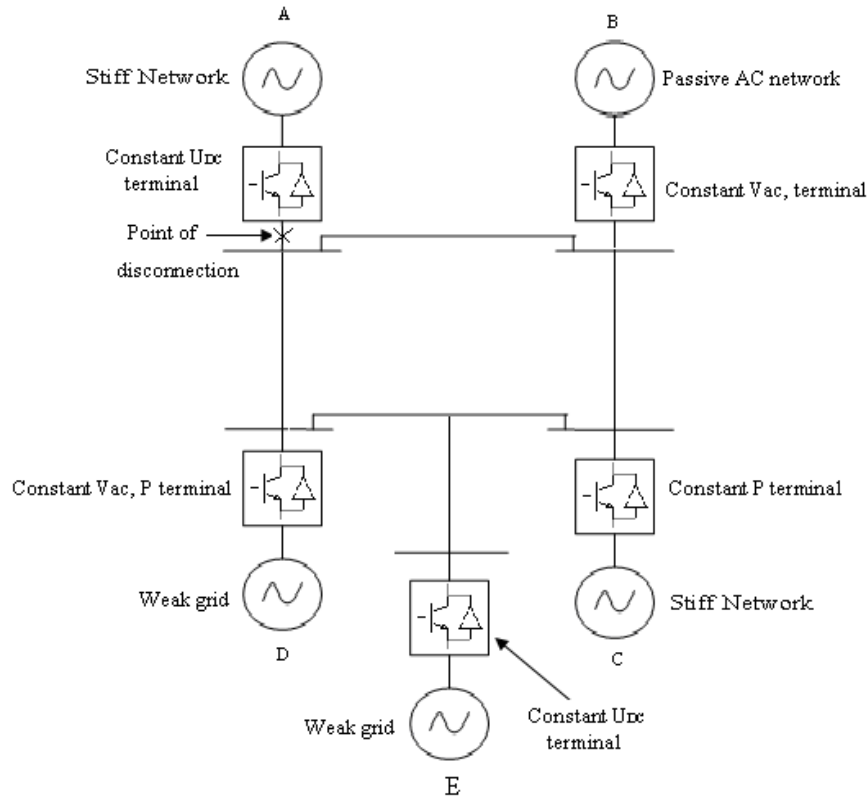 A
B
Stiff Network
Passive AC network
Constant UDC
terminal
Constant Vac, terminal
Point of
disconnection
Constant Vac, P terminal
Constant P terminal
Weak grid
Stiff Network
D
C
Weak grid
Constant UDC
terminal
E